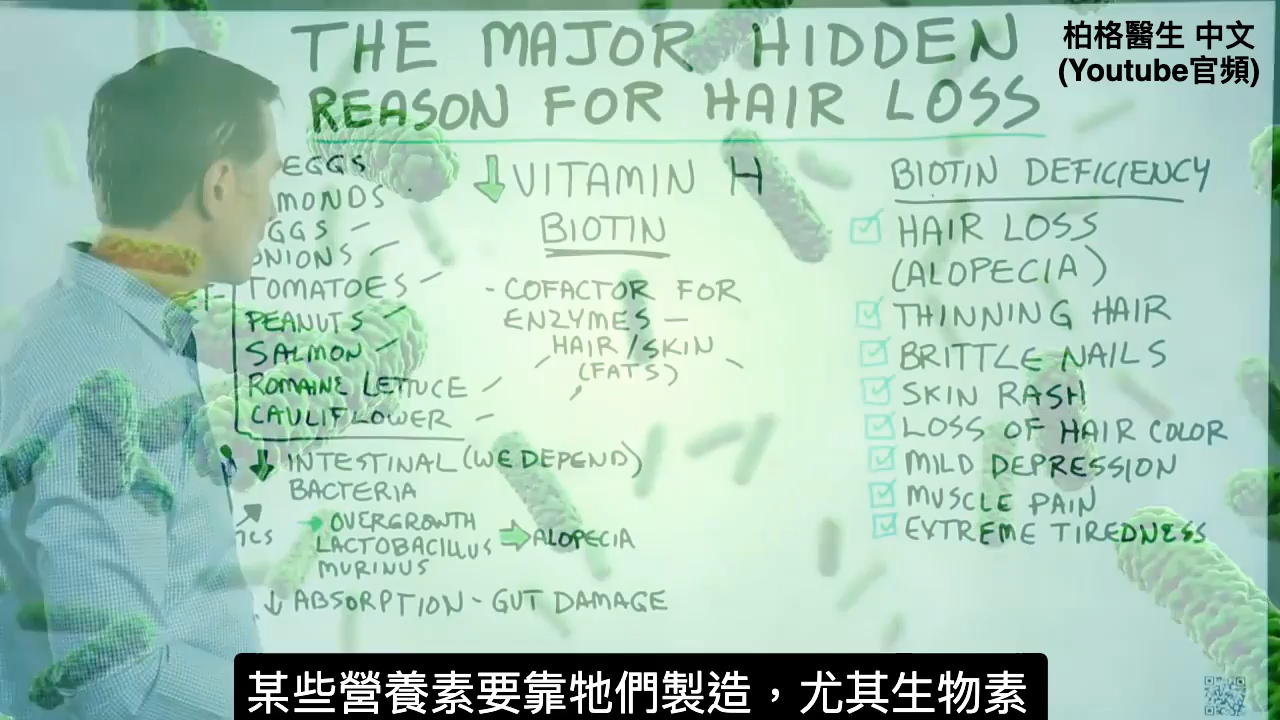 THE MAJOR HIDDEN
REASON FOR HAIR LOSS
柏格醫生 中文
(Youtube官頻)
EGGS
MONDS
GGS
ONIONS
TOMATOES
PEANUTS
SALMON
ROMAINE LETTUCE
CAULIFLOWER
↓ INTESTINAL (WE DEPEND)
BACTERIA
OVERGROWTH
LACTOBACILLUS ⇒ ALOPECIA
MURINUS
↓ ABSORPTION - GUT DAMAGE
↓ VITAMIN H
BIOTIN
- COFACTOR FOR
ENZYMES —
HAIR/SKIN
(FATS)
BIOTIN DEFICIENCY
HAIR LOSS
(ALOPECIA)
THINNING HAIR
BRITTLE NAILS
SKIN RASH
LOSS OF HAIR COLOR
MILD DEPRESSION
MUSCLE PAIN
EXTREME TIREDNESS
某些營養素要靠牠們製造，尤其生物素